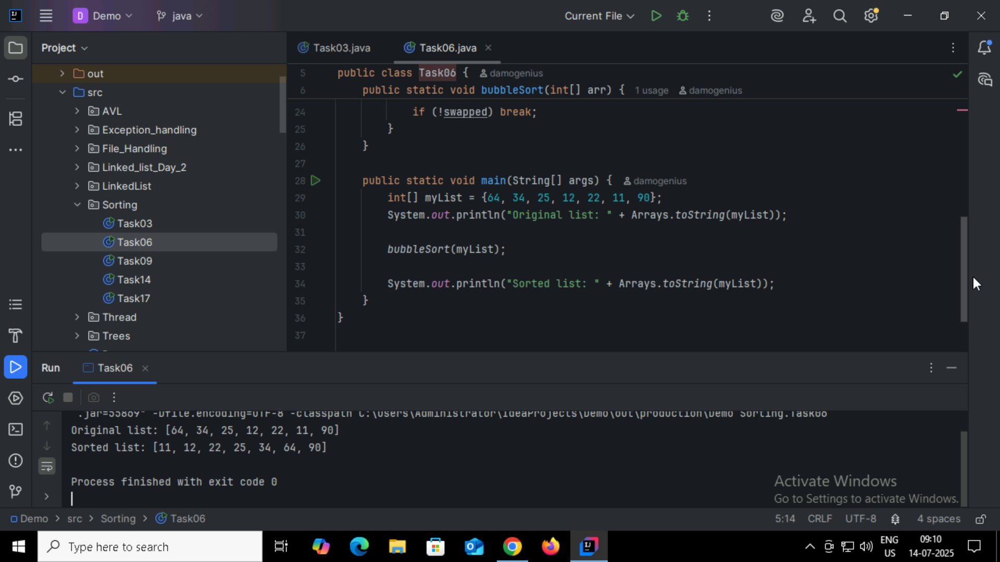 Demo
java
Current File
Project
Task03.java
Task06.java
out
src
AVL
Exception_handling
File_Handling
Linked_list_Day_2
LinkedList
Sorting
Task03
Task06
Task09
Task14
Task17
Thread
Trees
5 public class Task06 { damogenius
6 public static void bubbleSort(int[] arr) { 1 usage damogenius
24 if (!swapped) break;
25 }
26 }
27
28 public static void main(String[] args) { damogenius
29 int[] myList = {64, 34, 25, 12, 22, 11, 90};
30 System.out.println("Original list: " + Arrays.toString(myList));
31
32 bubbleSort(myList);
33
34 System.out.println("Sorted list: " + Arrays.toString(myList));
35 }
36 }
37
Run
Task06
.jar=55869" -Dfile.encoding=UTF-8 -classpath C:\Users\Administrator\IdeaProjects\Demo\out\production\Demo Sorting.Task06
Original list: [64, 34, 25, 12, 22, 11, 90]
Sorted list: [11, 12, 22, 25, 34, 64, 90]
Process finished with exit code 0
Activate Windows
Go to Settings to activate Windows.
Demo > src > Sorting > Task06
5:14 CRLF UTF-8 4 spaces
Type here to search
ENG
US
09:10
14-07-2025